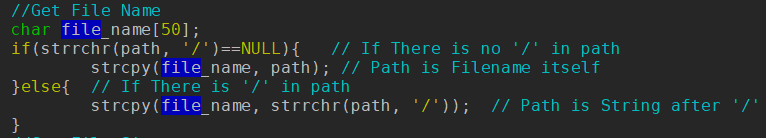 //Get File Name
char file_name[50];
if(strrchr(path, '/')==NULL){   // If There is no '/' in path
        strcpy(file_name, path); // Path is Filename itself
}else{  // If There is '/' in path
        strcpy(file_name, strrchr(path, '/'));  // Path is String after '/'
}